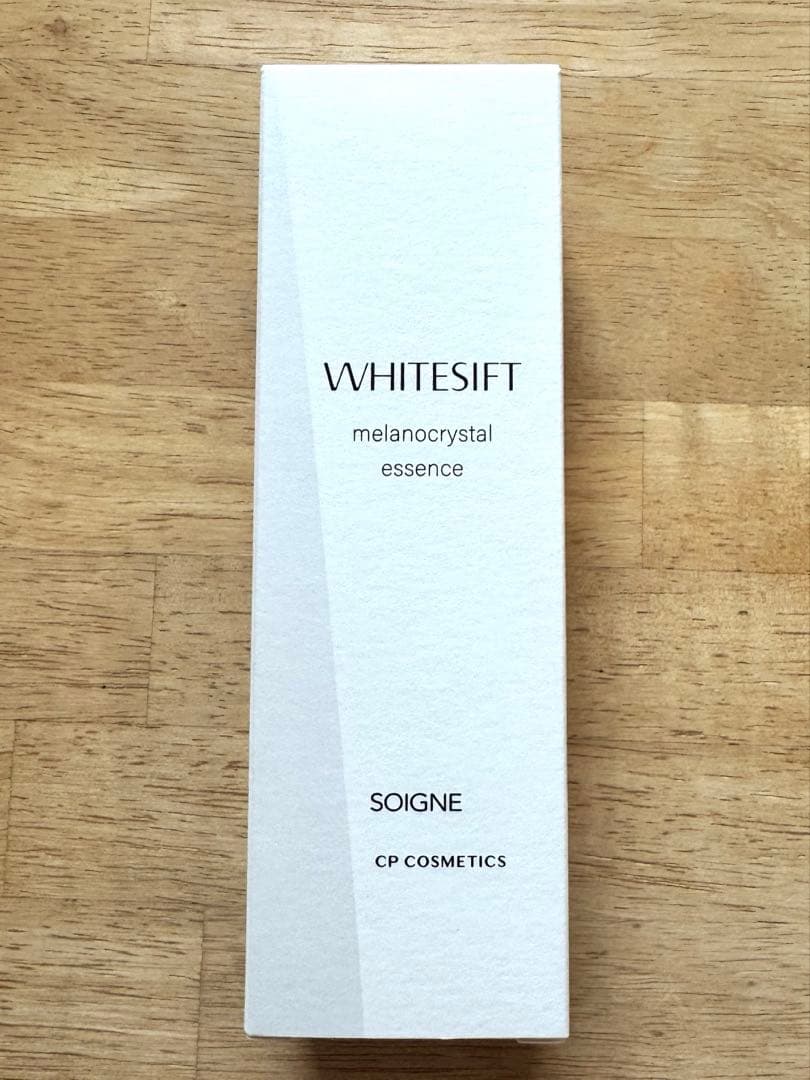 WHITESIFT
melanocrystal
essence
SOIGNE
CP COSMETICS